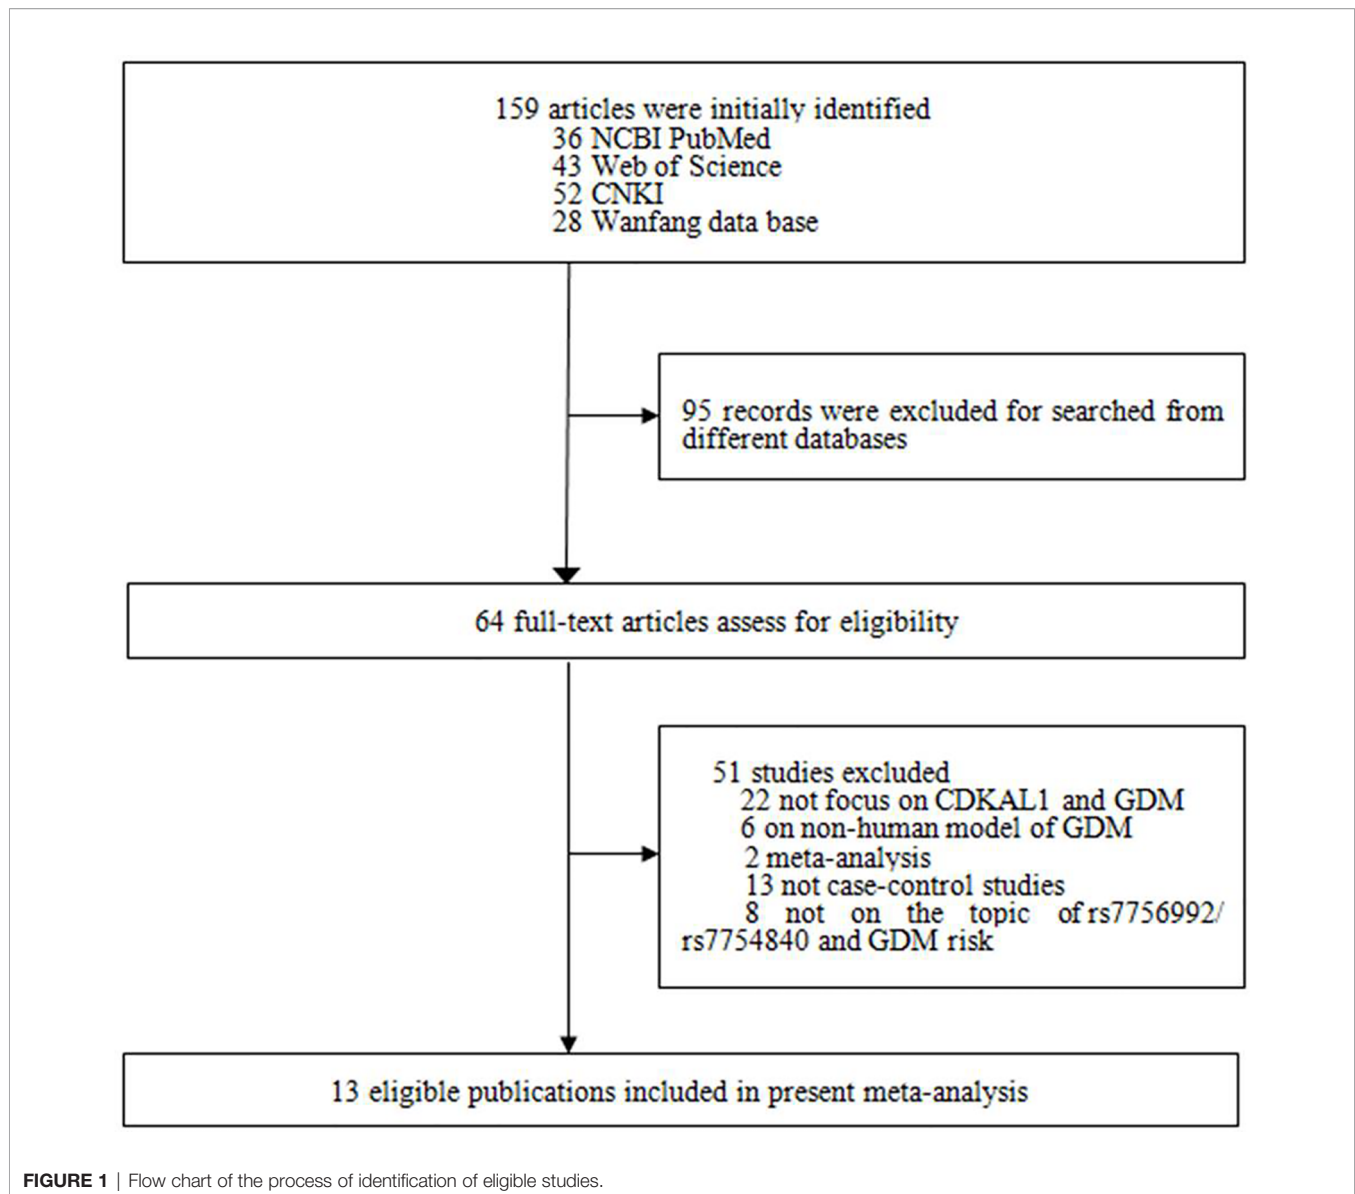 159 articles were initially identified
36 NCBI PubMed
43 Web of Science
52 CNKI
28 Wanfang data base
95 records were excluded for searched from
different databases
64 full-text articles assess for eligibility
51 studies excluded
22 not focus on CDKAL1 and GDM
6 on non-human model of GDM
2 meta-analysis
13 not case-control studies
8 not on the topic of rs7756992/
rs7754840 and GDM risk
13 eligible publications included in present meta-analysis
FIGURE 1 | Flow chart of the process of identification of eligible studies.